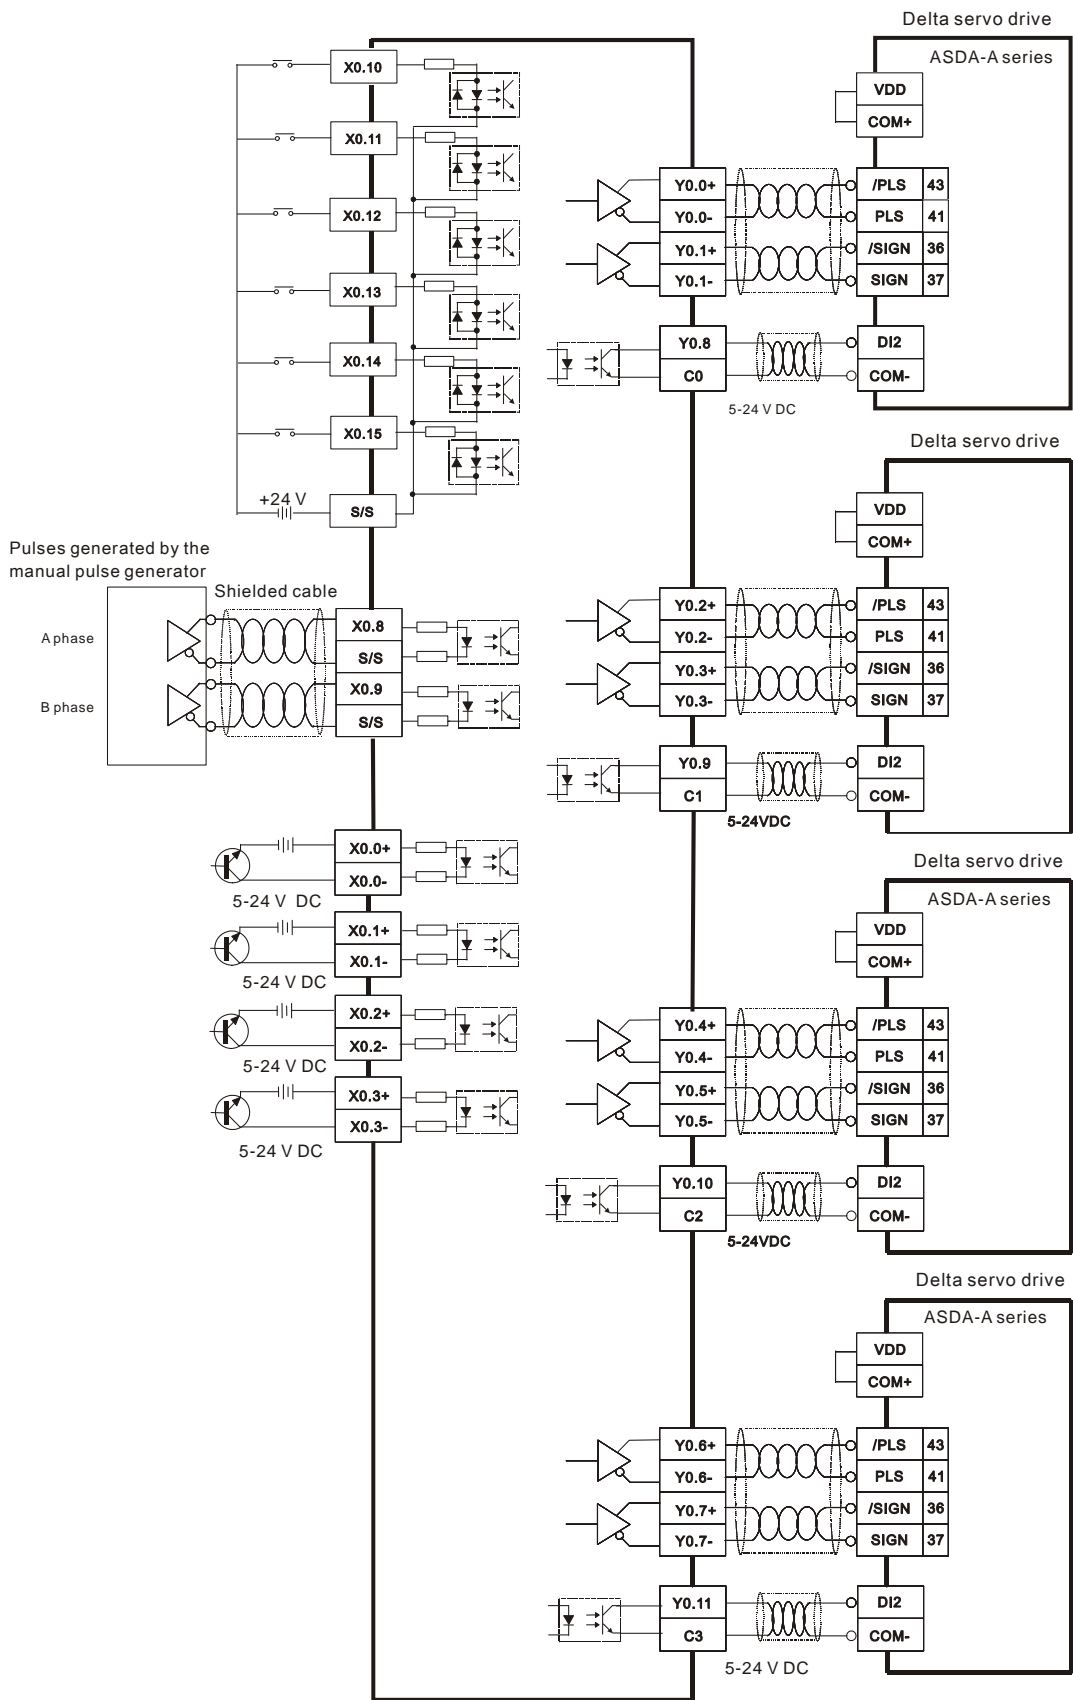 X0.10
X0.11
X0.12
X0.13
X0.14
X0.15
+24 V
S/S
Pulses generated by the
manual pulse generator
Shielded cable
A phase
B phase
X0.8
S/S
X0.9
S/S
X0.0+
X0.0-
5-24 V DC
X0.1+
X0.1-
5-24 V DC
X0.2+
X0.2-
5-24 V DC
X0.3+
X0.3-
5-24 V DC
Delta servo drive
ASDA-A series
VDD
COM+
Y0.0+ /PLS 43
Y0.0- PLS 41
Y0.1+ /SIGN 36
Y0.1- SIGN 37
Y0.8 DI2
C0 COM-
5-24 V DC
Delta servo drive
VDD
COM+
Y0.2+ /PLS 43
Y0.2- PLS 41
Y0.3+ /SIGN 36
Y0.3- SIGN 37
Y0.9 DI2
C1 COM-
5-24VDC
Delta servo drive
ASDA-A series
VDD
COM+
Y0.4+ /PLS 43
Y0.4- PLS 41
Y0.5+ /SIGN 36
Y0.5- SIGN 37
Y0.10 DI2
C2 COM-
5-24VDC
Delta servo drive
ASDA-A series
VDD
COM+
Y0.6+ /PLS 43
Y0.6- PLS 41
Y0.7+ /SIGN 36
Y0.7- SIGN 37
Y0.11 DI2
C3 COM-
5-24 V DC